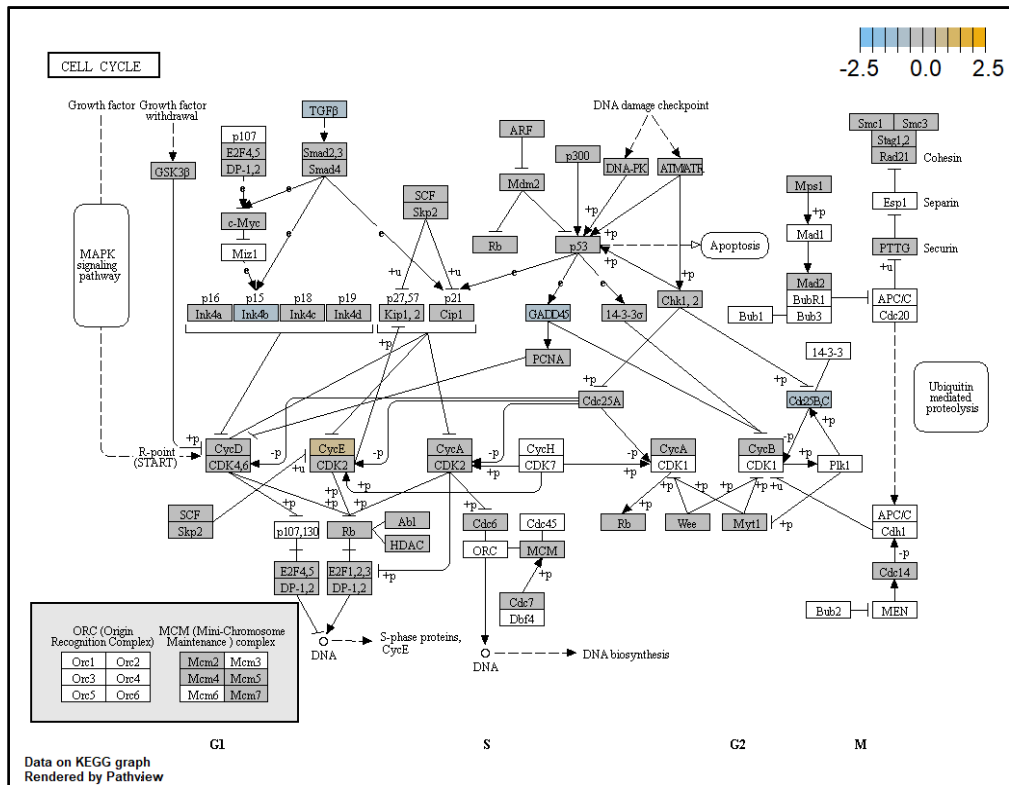 CELL CYCLE
-2.5 0.0 2.5
Growth factor
Growth factor
withdrawal
TGFβ
DNA damage checkpoint
p107
E2F4,5
DP-1,2
Smad2,3
Smad4
GSK3β
ARF
p300
DNA-PK
ATM/ATR
Smc1
Smc3
Stag1,2
Rad21
Cohesin
Mdm2
SCF
Skp2
Mps1
+p
Esp1
Separin
e
e
e
c-Myc
Miz1
Rb
+p
+p
p53
Apoptosis
Mad1
PTTG
Securin
MAPK
signaling
pathway
+u
+u
e
e
e
e
+p
+p
+u
p16
Ink4a
p15
Ink4b
p18
Ink4c
p19
Ink4d
p27,57
Kip1, 2
p21
Cip1
GADD45
14-3-3σ
Chk1, 2
Mad2
BubR1
Bub3
Bub1
APC/C
Cdc20
+p
PCNA
14-3-3
+p
+p
Cdc25A
Cdc25B,C
Ubiquitin
mediated
proteolysis
R-point
(START)
+p
CycD
CDK4,6
-p
CycE
CDK2
-p
CycA
CDK2
-p
CycH
CDK7
+p
-p
CycA
CDK1
CycB
CDK1
-p
+p
+p
Plk1
+u
+p
+p
+p
+p
+p
+p
+p
+u
+p
SCF
Skp2
p107,130
Rb
Abl
HDAC
Cdc6
Cdc45
ORC
MCM
Rb
Wee
Myt1
APC/C
Cdh1
-p
E2F4,5
DP-1,2
E2F1,2,3
DP-1,2
+p
+p
Cdc7
Dbf4
Cdc14
Bub2
MEN
DNA
S-phase proteins,
CycE
DNA
DNA biosynthesis
ORC (Origin
Recognition Complex)
MCM (Mini-Chromosome
Maintenance ) complex
Orc1 Orc2 Mcm2 Mcm3
Orc3 Orc4 Mcm4 Mcm5
Orc5 Orc6 Mcm6 Mcm7
G1 S G2 M
Data on KEGG graph
Rendered by Pathview